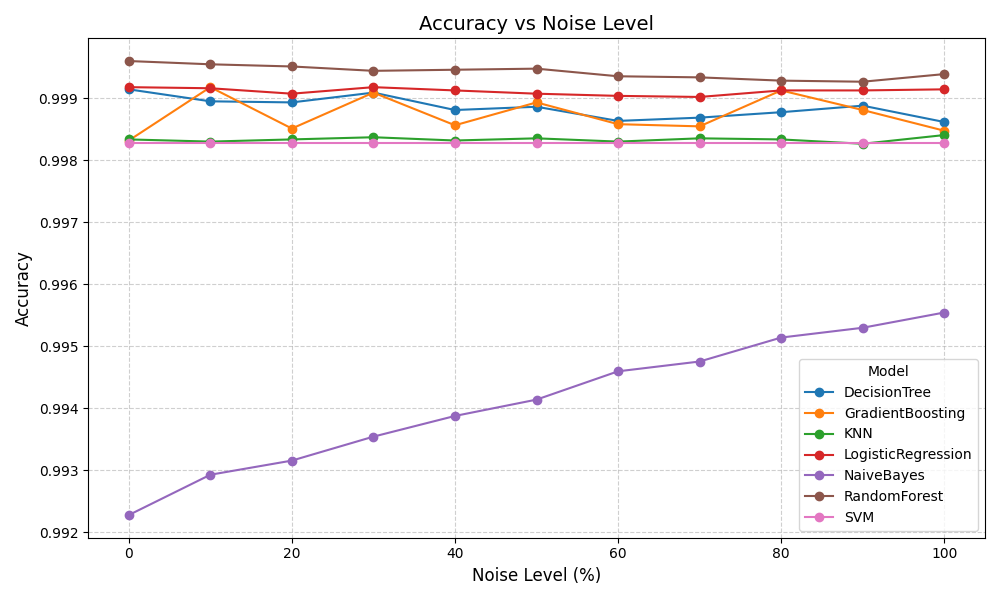 Accuracy vs Noise Level
Accuracy
0.999
0.998
0.997
0.996
0.995
0.994
0.993
0.992
0
20
40
60
80
100
Noise Level (%)
Model
DecisionTree
GradientBoosting
KNN
LogisticRegression
NaiveBayes
RandomForest
SVM